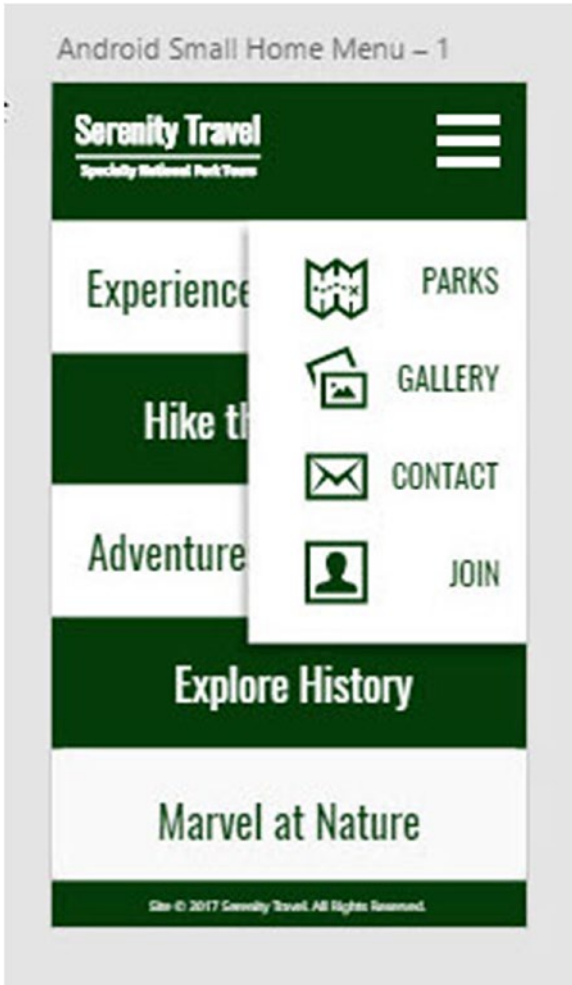 Android Small Home Menu – 1
Serenity Travel
Specialty National Park Tours
Experience
PARKS
GALLERY
Hike th
CONTACT
Adventure
JOIN
Explore History
Marvel at Nature
Site © 2017 Serenity Travel. All Rights Reserved.